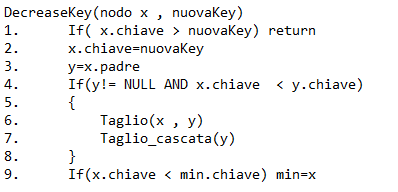 DecreaseKey(nodo x , nuovaKey)
1. If( x.chiave > nuovaKey) return
2. x.chiave=nuovaKey
3. y=x.padre
4. If(y!= NULL AND x.chiave < y.chiave)
5. {
6. Taglio(x , y)
7. Taglio_cascata(y)
8. }
9. If(x.chiave < min.chiave) min=x